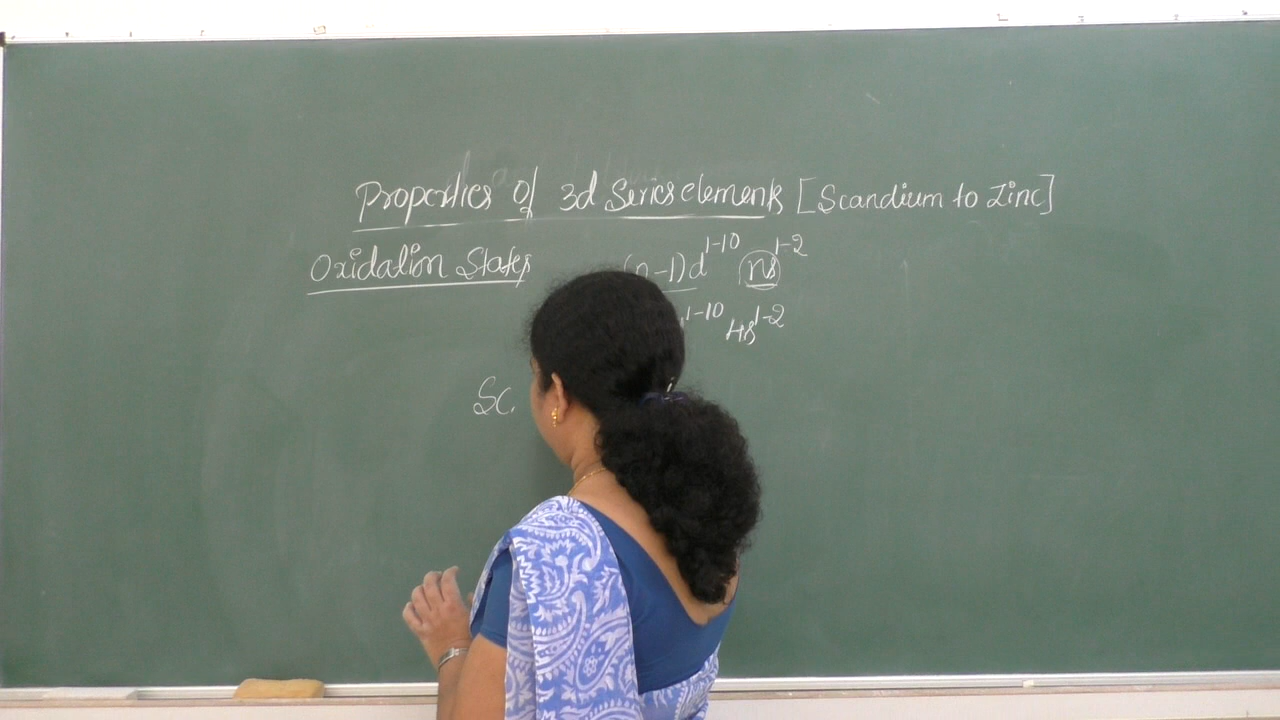 Properties of 3d Series elements [Scandium to Zinc]
Oxidation States (n-1)d¹⁻¹⁰ ns¹⁻²
¹⁻¹⁰ 4s¹⁻²
Sc.